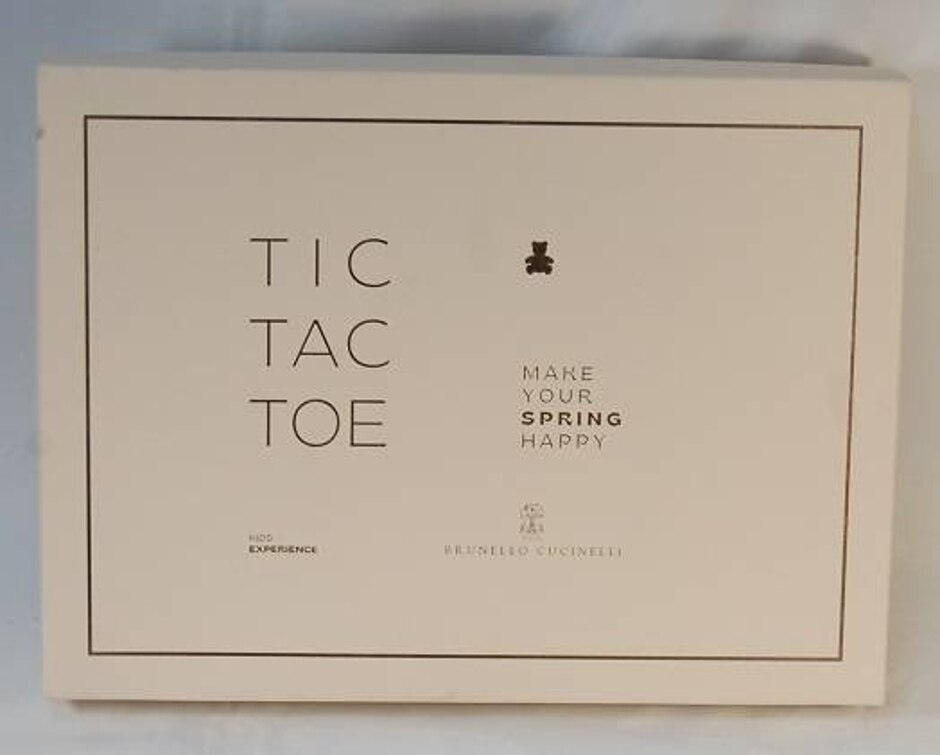 TIC
TAC
TOE
MAKE
YOUR
SPRING
HAPPY
KIDS
EXPERIENCE
BRUNELLO CUCINELLI